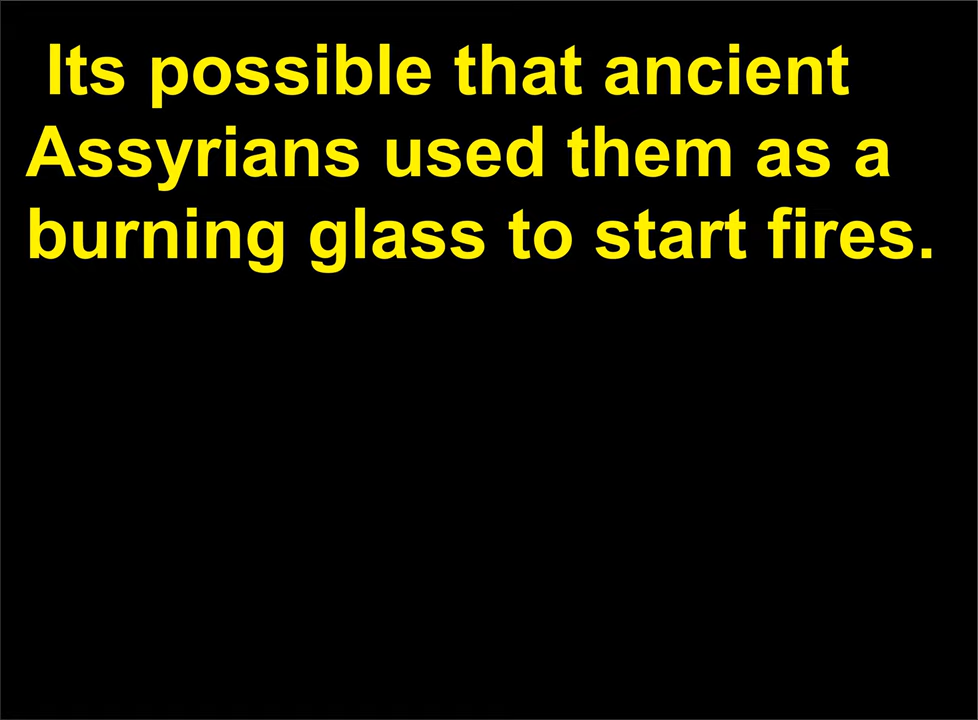 Its possible that ancient
Assyrians used them as a
burning glass to start fires.